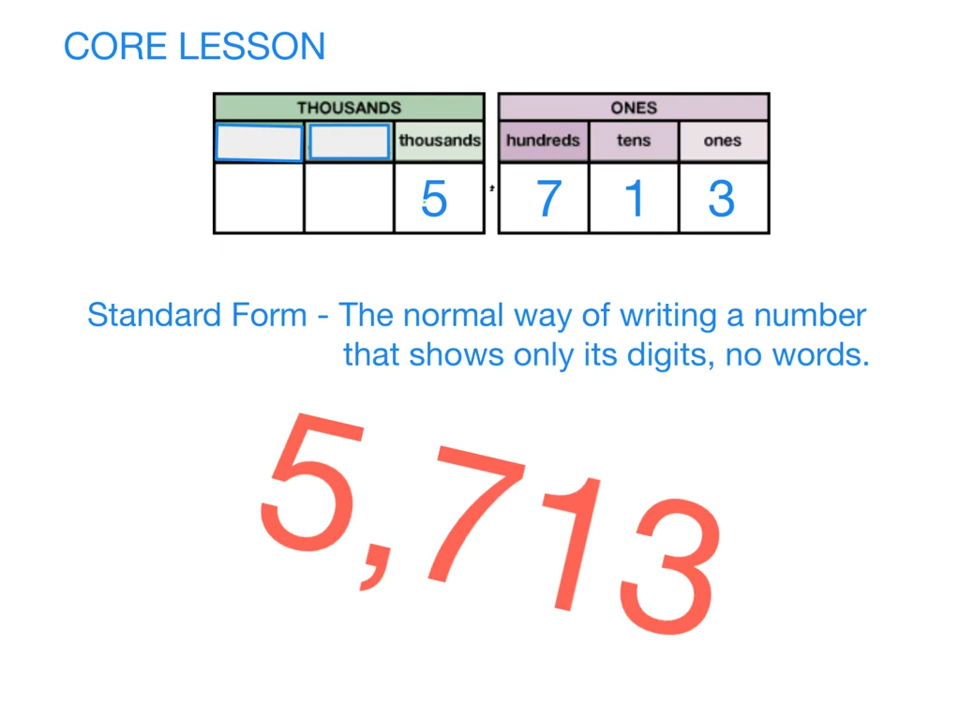 CORE LESSON
THOUSANDS ONES
thousands hundreds tens ones
5 , 7 1 3
Standard Form - The normal way of writing a number
that shows only its digits, no words.
5,713